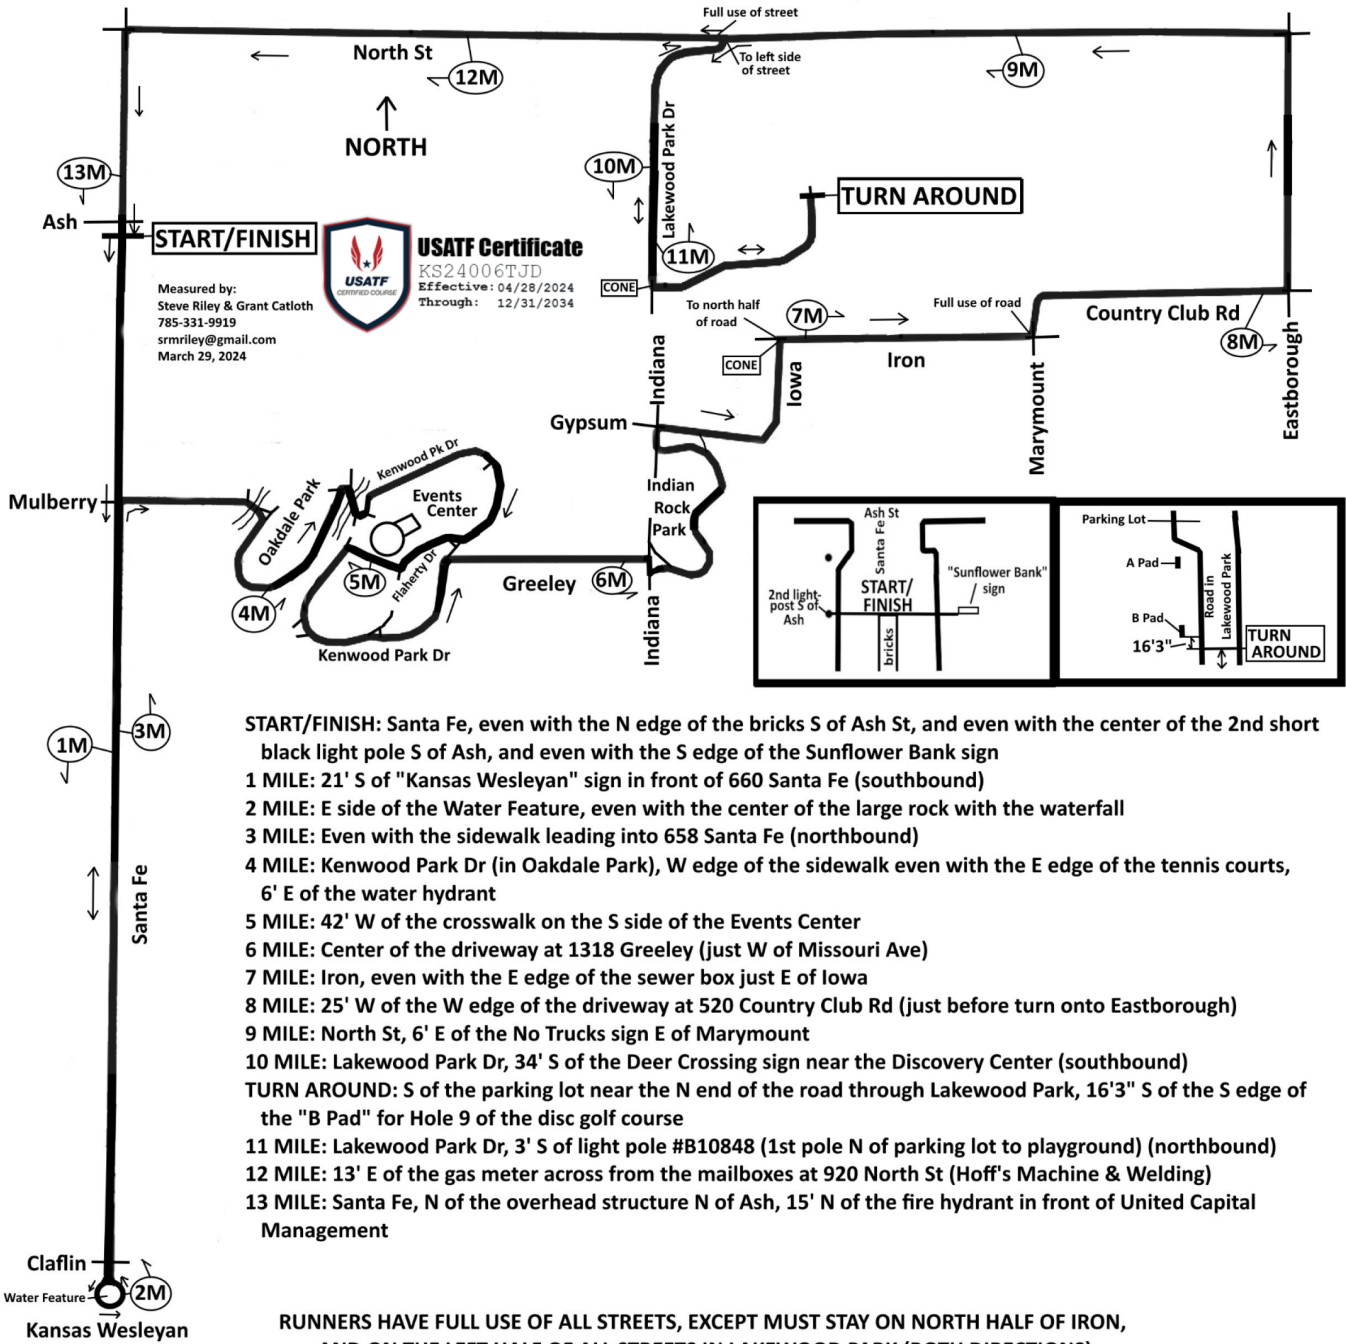 Full use of street
To left side
of street
North St
12M
9M
NORTH
13M
10M
Lakewood Park Dr
TURN AROUND
Ash
START/FINISH
11M
CONE
USATF
CERTIFIED COURSE
USATF Certificate
KS24006TJD
Effective: 04/28/2024
Through: 12/31/2034
Measured by:
Steve Riley & Grant Catloth
785-331-9919
srmriley@gmail.com
March 29, 2024
To north half
of road
7M
Full use of road
Country Club Rd
8M
CONE
Iron
Indiana
Iowa
Marymount
Eastborough
Gypsum
Mulberry
Oakdale Park
Kenwood Pk Dr
Events
Center
Indian
Rock
Park
5M
Flaherty Dr
4M
Greeley
6M
Kenwood Park Dr
Indiana
Ash St
Santa Fe
START/
FINISH
"Sunflower Bank"
sign
2nd light-
post S of
Ash
bricks
Parking Lot
A Pad
B Pad
16'3"
Road in
Lakewood Park
TURN
AROUND
1M
3M
Santa Fe
START/FINISH: Santa Fe, even with the N edge of the bricks S of Ash St, and even with the center of the 2nd short
black light pole S of Ash, and even with the S edge of the Sunflower Bank sign
1 MILE: 21' S of "Kansas Wesleyan" sign in front of 660 Santa Fe (southbound)
2 MILE: E side of the Water Feature, even with the center of the large rock with the waterfall
3 MILE: Even with the sidewalk leading into 658 Santa Fe (northbound)
4 MILE: Kenwood Park Dr (in Oakdale Park), W edge of the sidewalk even with the E edge of the tennis courts,
6' E of the water hydrant
5 MILE: 42' W of the crosswalk on the S side of the Events Center
6 MILE: Center of the driveway at 1318 Greeley (just W of Missouri Ave)
7 MILE: Iron, even with the E edge of the sewer box just E of Iowa
8 MILE: 25' W of the W edge of the driveway at 520 Country Club Rd (just before turn onto Eastborough)
9 MILE: North St, 6' E of the No Trucks sign E of Marymount
10 MILE: Lakewood Park Dr, 34' S of the Deer Crossing sign near the Discovery Center (southbound)
TURN AROUND: S of the parking lot near the N end of the road through Lakewood Park, 16'3" S of the S edge of
the "B Pad" for Hole 9 of the disc golf course
11 MILE: Lakewood Park Dr, 3' S of light pole #B10848 (1st pole N of parking lot to playground) (northbound)
12 MILE: 13' E of the gas meter across from the mailboxes at 920 North St (Hoff's Machine & Welding)
13 MILE: Santa Fe, N of the overhead structure N of Ash, 15' N of the fire hydrant in front of United Capital
Management
Claflin
Water Feature
2M
Kansas Wesleyan
RUNNERS HAVE FULL USE OF ALL STREETS, EXCEPT MUST STAY ON NORTH HALF OF IRON,
AND ON THE LEFT HALF OF ALL STREETS IN LAKEWOOD PARK (BOTH DIRECTIONS)